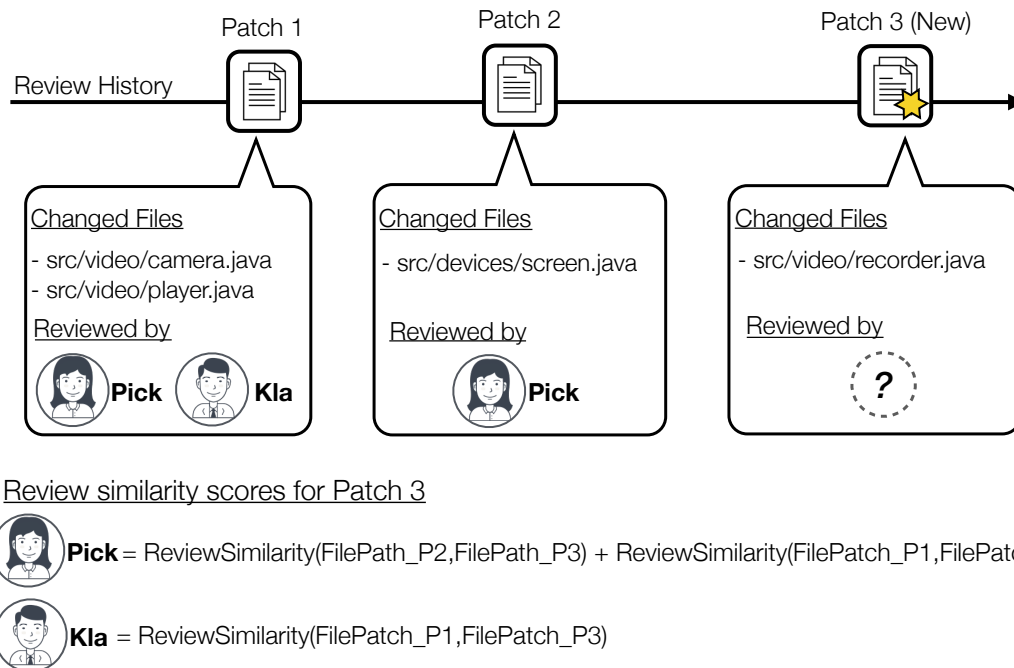 Patch 1
Patch 2
Patch 3 (New)
Review History
Changed Files
- src/video/camera.java
- src/video/player.java
Reviewed by
Pick
Kla
Changed Files
- src/devices/screen.java
Reviewed by
Pick
Changed Files
- src/video/recorder.java
Reviewed by
?
Review similarity scores for Patch 3
Pick = ReviewSimilarity(FilePath_P2,FilePath_P3) + ReviewSimilarity(FilePatch_P1,
Kla = ReviewSimilarity(FilePatch_P1,FilePatch_P3)